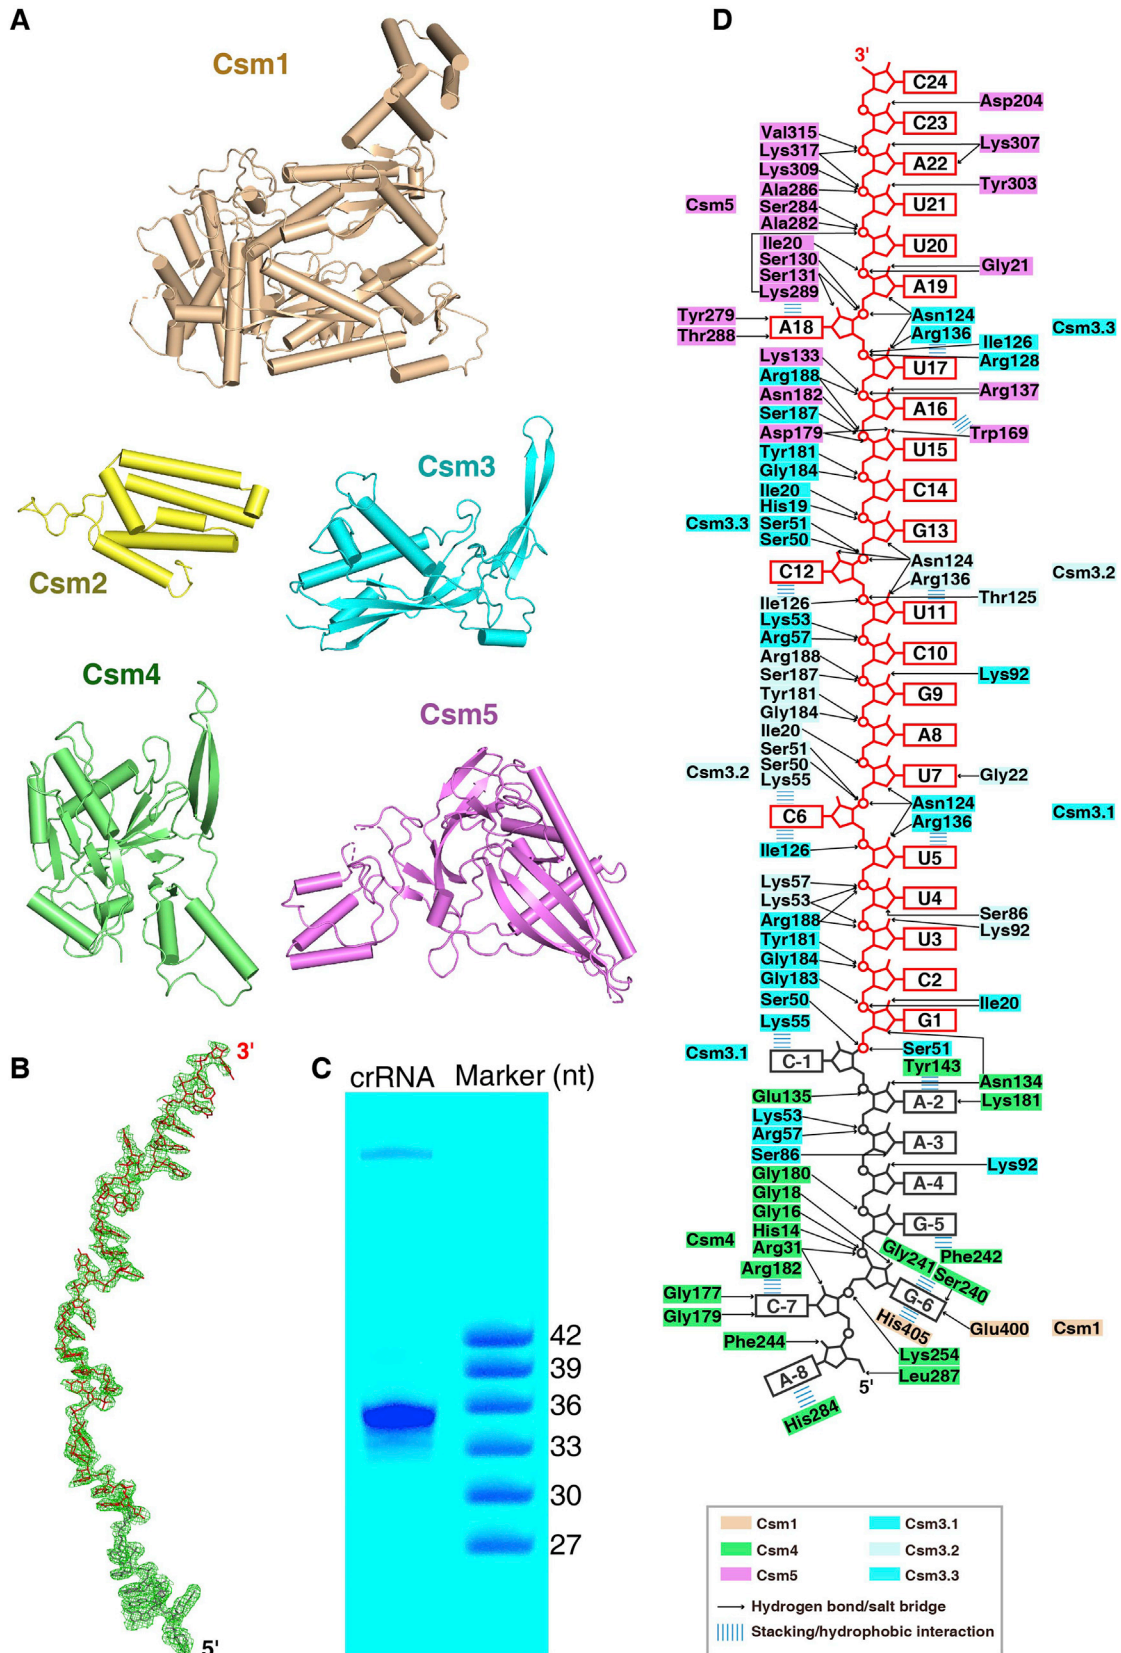 A
Csm1
Csm2
Csm3
Csm4
Csm5
B
3'
5'
C
crRNA
Marker (nt)
42
39
36
33
30
27
D
3'
C24
Asp204
C23
Val315
Lys317
Lys307
A22
Lys309
Ala286
Tyr303
Csm5
Ser284
U21
Ala282
Ile20
U20
Ser130
Gly21
Ser131
A19
Lys289
Tyr279
A18
Asn124
Csm3.3
Thr288
Arg136
Ile126
Lys133
Arg128
Arg188
U17
Asn182
Arg137
Ser187
A16
Asp179
Trp169
Tyr181
U15
Gly184
Ile20
C14
His19
Csm3.3
Ser51
G13
Ser50
Asn124
C12
Arg136
Csm3.2
Ile126
Thr125
Lys53
U11
Arg57
Arg188
C10
Ser187
Lys92
Tyr181
G9
Gly184
Ile20
A8
Ser51
Csm3.2
Ser50
U7
Gly22
Lys55
Asn124
C6
Arg136
Csm3.1
Ile126
U5
Lys57
Lys53
U4
Ser86
Arg188
Lys92
Tyr181
U3
Gly184
Gly183
C2
Ser50
Ile20
Lys55
G1
Csm3.1
C-1
Ser51
Tyr143
Asn134
Glu135
A-2
Lys181
Lys53
Arg57
A-3
Ser86
Lys92
Gly180
A-4
Gly18
Gly16
G-5
His14
Csm4
Arg31
Gly241
Phe242
Arg182
Ser240
Gly177
C-7
G-6
Gly179
His405
Glu400
Csm1
Phe244
Lys254
A-8
5'
Leu287
His284
Csm1
Csm3.1
Csm4
Csm3.2
Csm5
Csm3.3
Hydrogen bond/salt bridge
Stacking/hydrophobic interaction